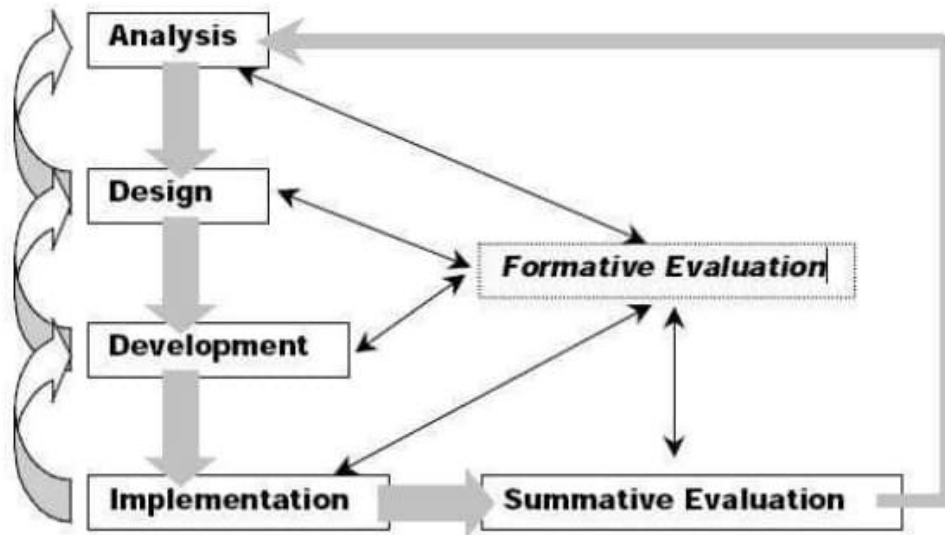 Analysis
Design
Formative Evaluation
Development
Implementation
Summative Evaluation